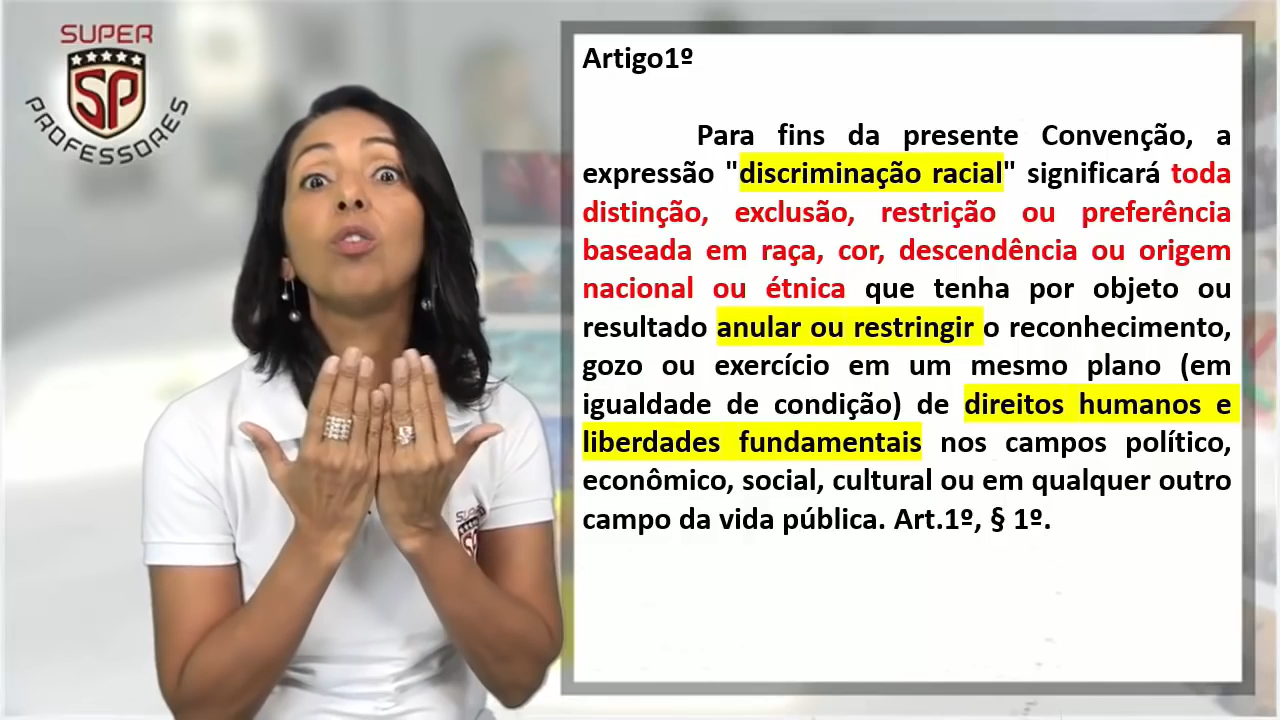 SUPER
SP
PROFESSORES
Artigo1º
Para fins da presente Convenção, a
expressão "discriminação racial" significará toda
distinção, exclusão, restrição ou preferência
baseada em raça, cor, descendência ou origem
nacional ou étnica que tenha por objeto ou
resultado anular ou restringir o reconhecimento,
gozo ou exercício em um mesmo plano (em
igualdade de condição) de direitos humanos e
liberdades fundamentais nos campos político,
econômico, social, cultural ou em qualquer outro
campo da vida pública. Art.1º, § 1º.